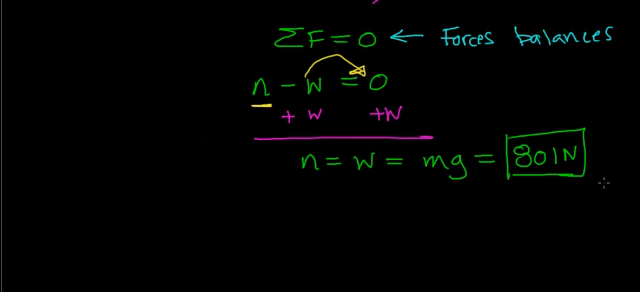 ΣF = 0 ← Forces balances
n - w = 0
+ w +w
n = w = mg = 801N